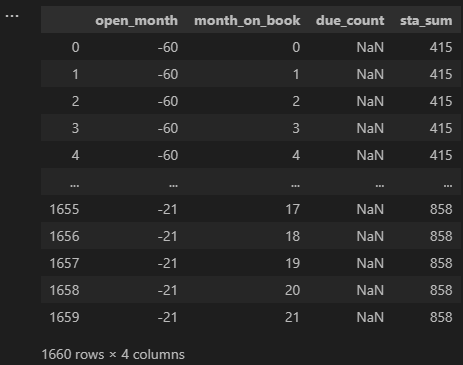 ...
open_month month_on_book due_count sta_sum
0 -60 0 NaN 415
1 -60 1 NaN 415
2 -60 2 NaN 415
3 -60 3 NaN 415
4 -60 4 NaN 415
... ... ... ... ...
1655 -21 17 NaN 858
1656 -21 18 NaN 858
1657 -21 19 NaN 858
1658 -21 20 NaN 858
1659 -21 21 NaN 858
1660 rows × 4 columns